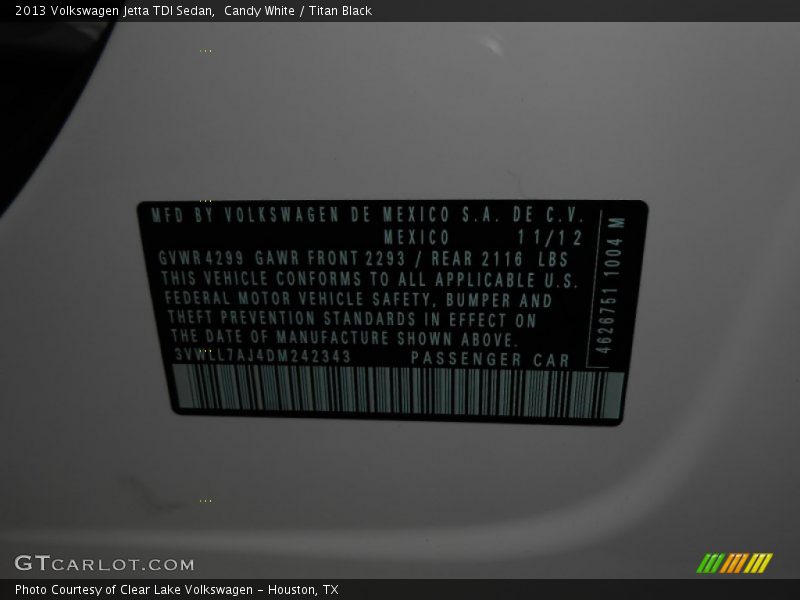 2013 Volkswagen Jetta TDI Sedan,  Candy White / Titan Black
MFD BY VOLKSWAGEN DE MEXICO S.A. DE C.V.
MEXICO 11/12
GVWR 4299 GAWR FRONT 2293 / REAR 2116 LBS
THIS VEHICLE CONFORMS TO ALL APPLICABLE U.S.
FEDERAL MOTOR VEHICLE SAFETY, BUMPER AND
THEFT PREVENTION STANDARDS IN EFFECT ON
THE DATE OF MANUFACTURE SHOWN ABOVE.
3VWLL7AJ4DM242343 PASSENGER CAR
4626751 1004 M
GTCARLOT.COM
Photo Courtesy of Clear Lake Volkswagen – Houston, TX